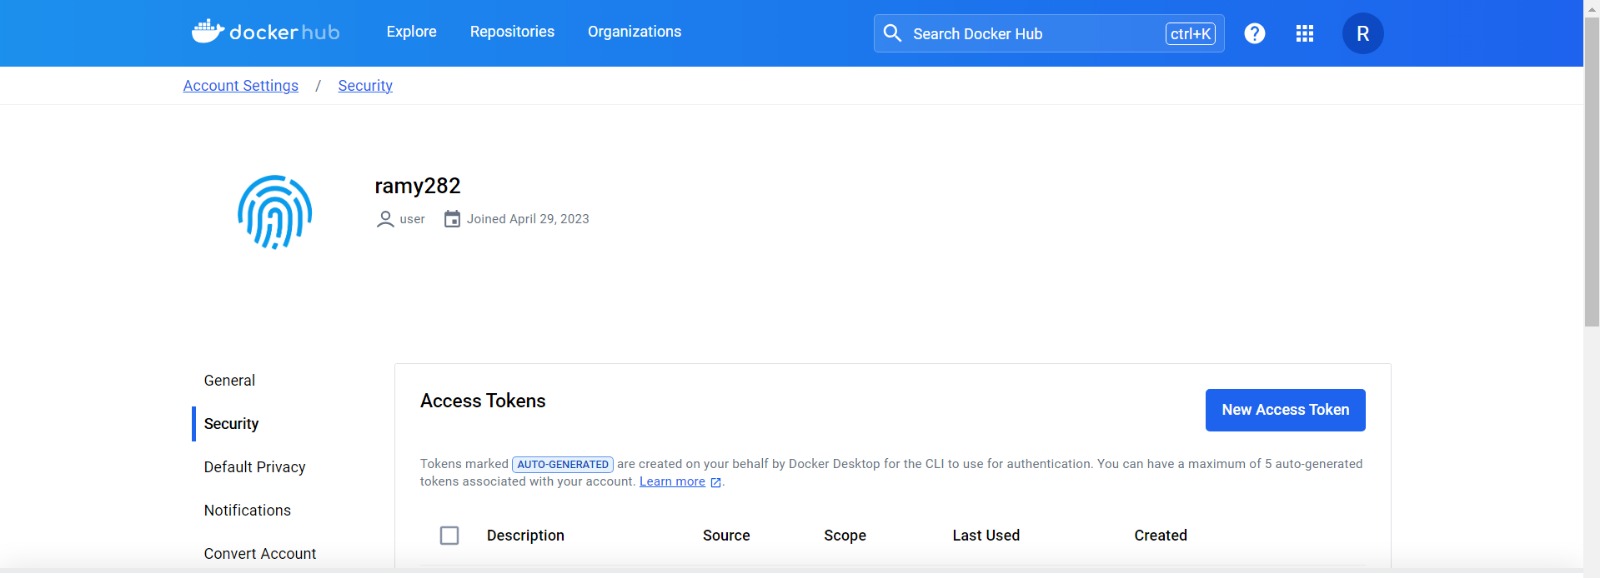 docker hub Explore Repositories Organizations Search Docker Hub ctrl+K ? R
Account Settings / Security
ramy282
user Joined April 29, 2023
General
Security
Default Privacy
Notifications
Convert Account
Access Tokens
New Access Token
Tokens marked AUTO-GENERATED are created on your behalf by Docker Desktop for the CLI to use for authentication. You can have a maximum of 5 auto-generated
tokens associated with your account. Learn more.
Description Source Scope Last Used Created